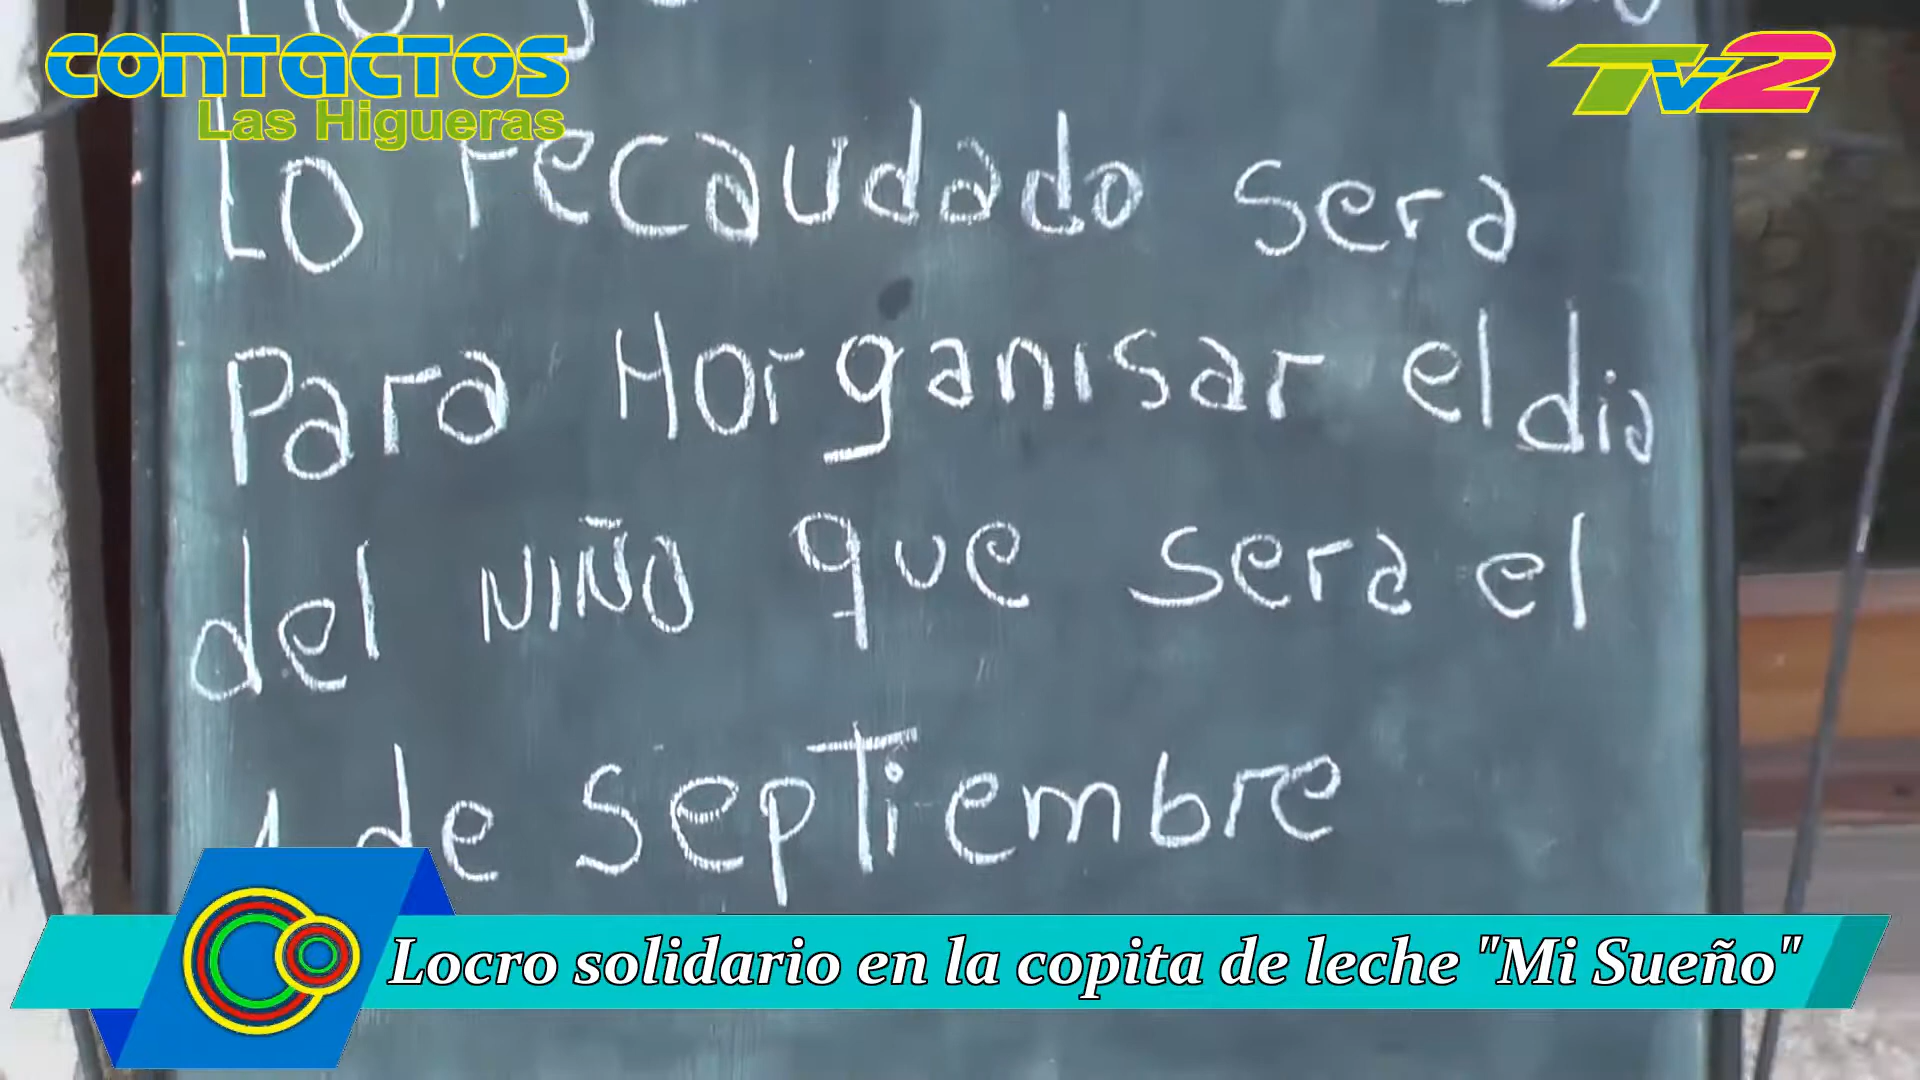 CONTACTOS
Las Higueras
TV2
Lo recaudado sera
Para Horganisar el dia
del NIÑO que sera el
1 de Septiembre
Locro solidario en la copita de leche "Mi Sueño"